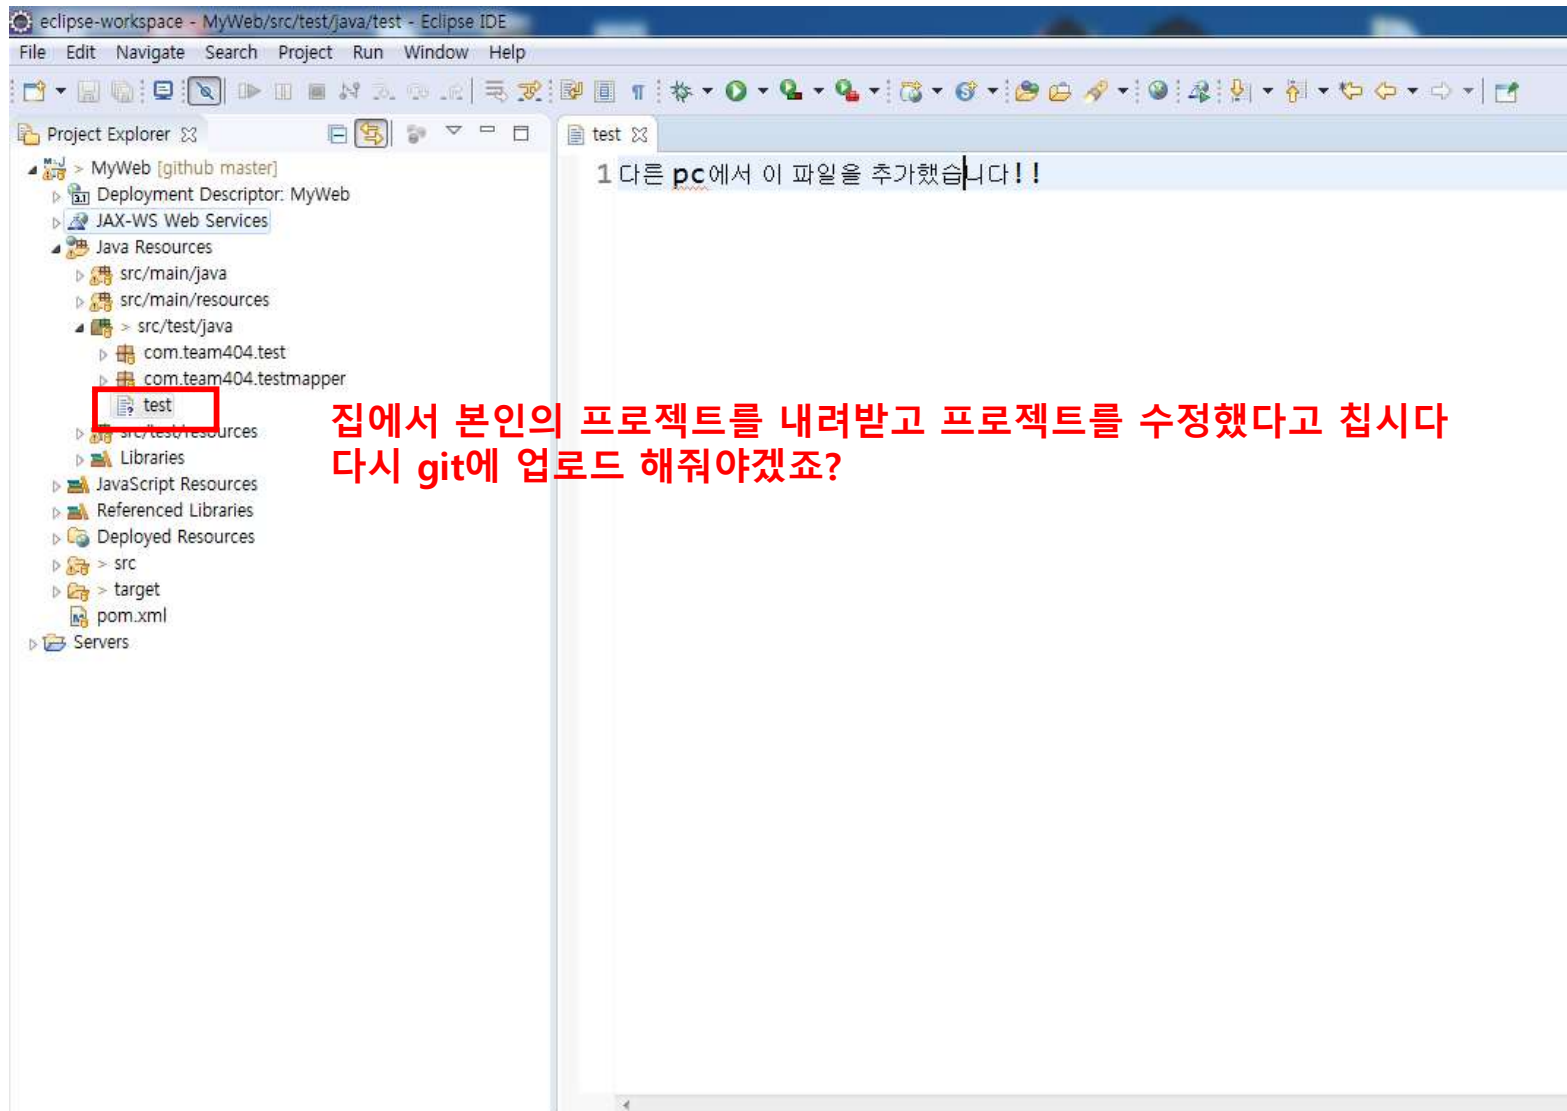 eclipse-workspace - MyWeb/src/test/java/test - Eclipse IDE
File Edit Navigate Search Project Run Window Help
Project Explorer
test
> MyWeb [github master]
Deployment Descriptor: MyWeb
JAX-WS Web Services
Java Resources
src/main/java
src/main/resources
> src/test/java
com.team404.test
com.team404.testmapper
test
src/test/resources
Libraries
JavaScript Resources
Referenced Libraries
Deployed Resources
> src
> target
pom.xml
Servers
1 다른 pc에서 이 파일을 추가했습니다!!
집에서 본인의 프로젝트를 내려받고 프로젝트를 수정했다고 칩시다
다시 git에 업로드 해줘야겠죠?